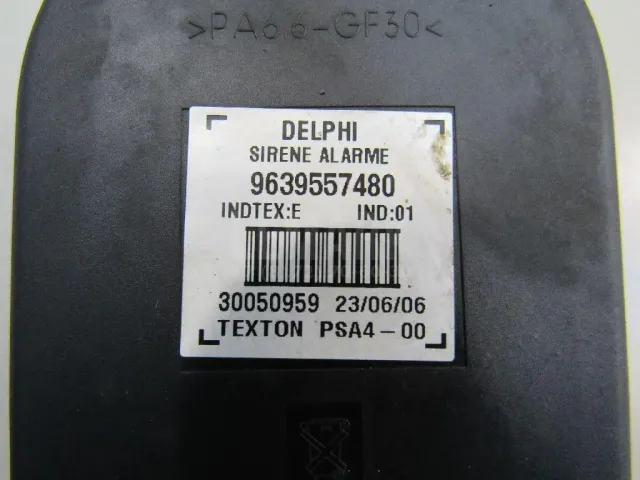 >PA66-GF30<
DELPHI
SIRENE ALARME
9639557480
INDTEX:E IND:01
30050959 23/06/06
TEXTON PSA4-00